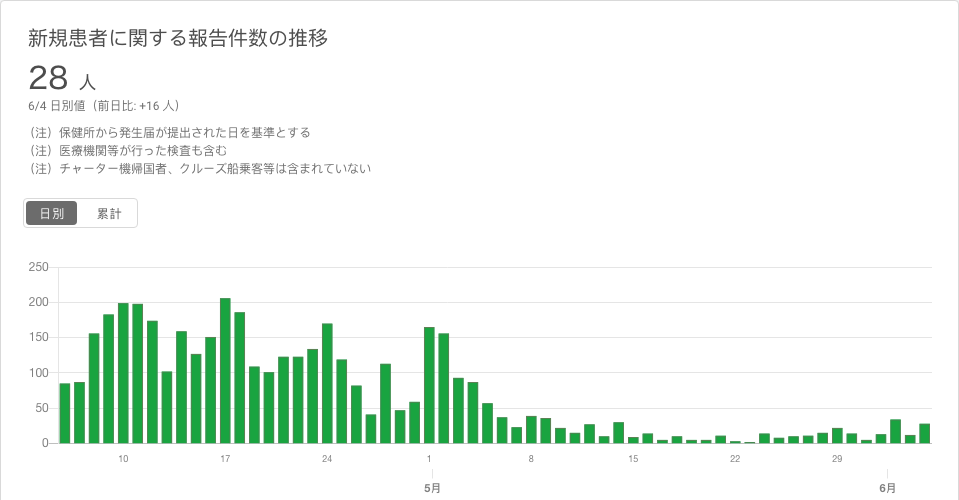 新規患者に関する報告件数の推移
28 人
6/4 日別値（前日比: +16 人）
（注）保健所から発生届が提出された日を基準とする
（注）医療機関等が行った検査も含む
（注）チャーター機帰国者、クルーズ船乗客等は含まれていない
日別 累計
250
200
150
100
50
0
10 17 24 1 8 15 22 29
5月 6月